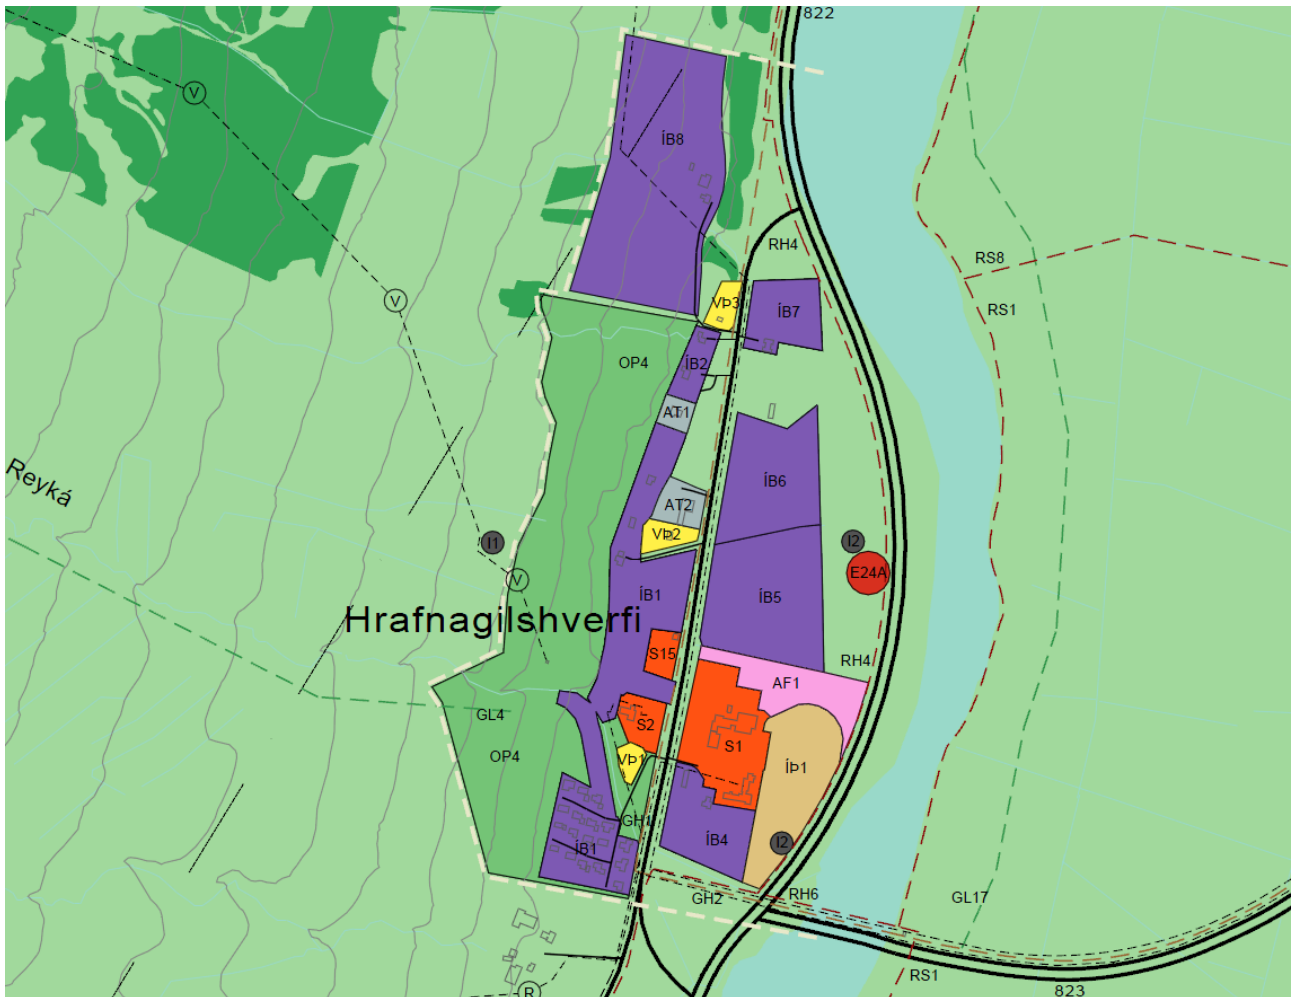 822
V
ÍB8
RH4
RS8
V
VÞ3
ÍB7
RS1
OP4
ÍB2
AT1
Reyká
ÍB6
AT2
VÞ2
I1
I2
V
E24A
ÍB1
ÍB5
Hrafnagilshverfi
S15
RH4
AF1
GL4
S2
S1
OP4
VÞ1
ÍÞ1
GH1
ÍB4
I2
ÍB1
GH2
RH6
GL17
RS1
R
823